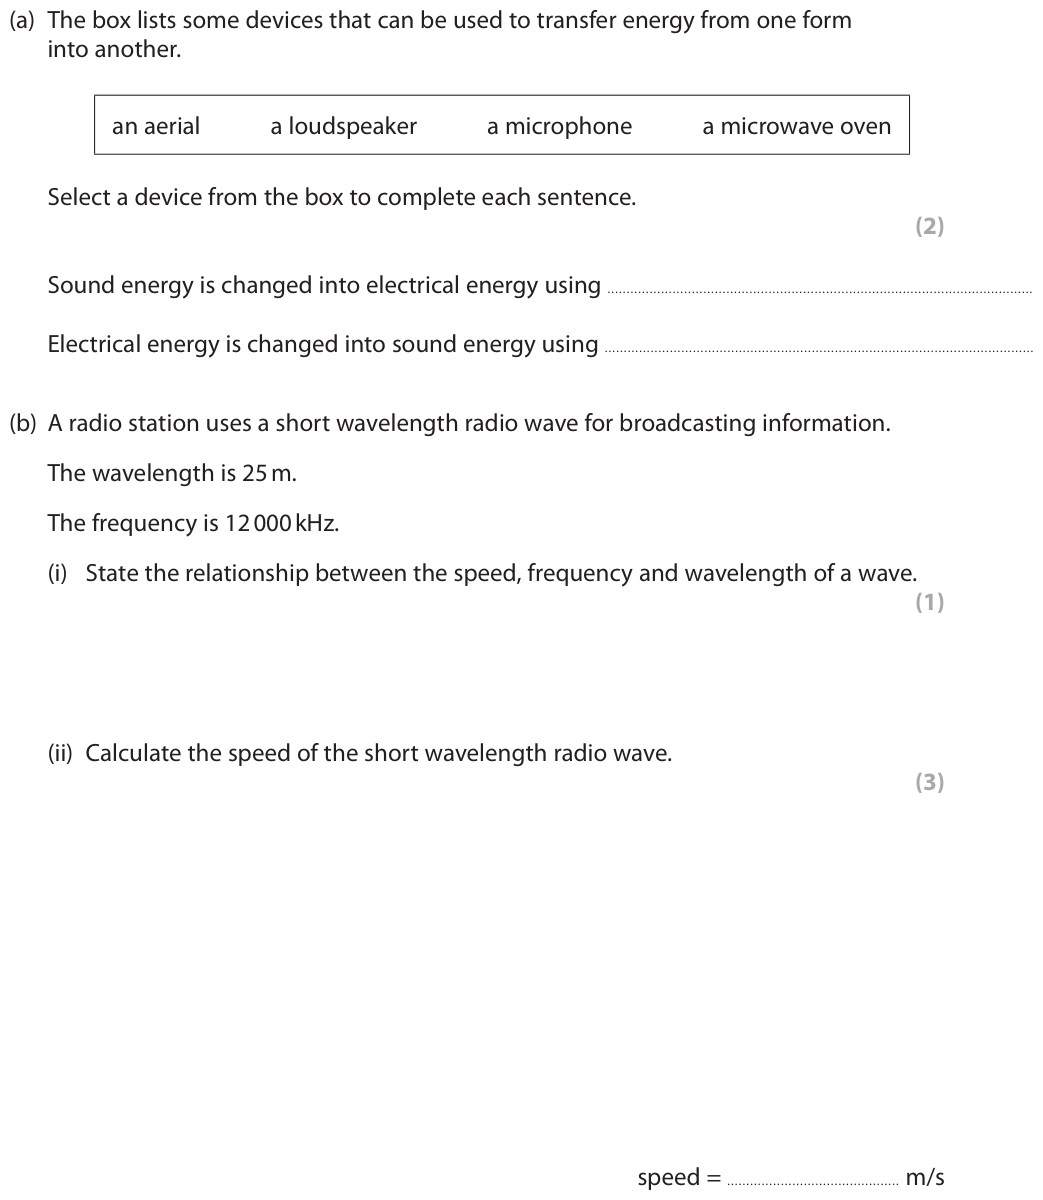 (a) The box lists some devices that can be used to transfer energy from one form
into another.
an aerial a loudspeaker a microphone a microwave oven
Select a device from the box to complete each sentence.
(2)
Sound energy is changed into electrical energy using
Electrical energy is changed into sound energy using
(b) A radio station uses a short wavelength radio wave for broadcasting information.
The wavelength is 25 m.
The frequency is 12 000 kHz.
(i) State the relationship between the speed, frequency and wavelength of a wave.
(1)
(ii) Calculate the speed of the short wavelength radio wave.
(3)
speed = ............................................. m/s